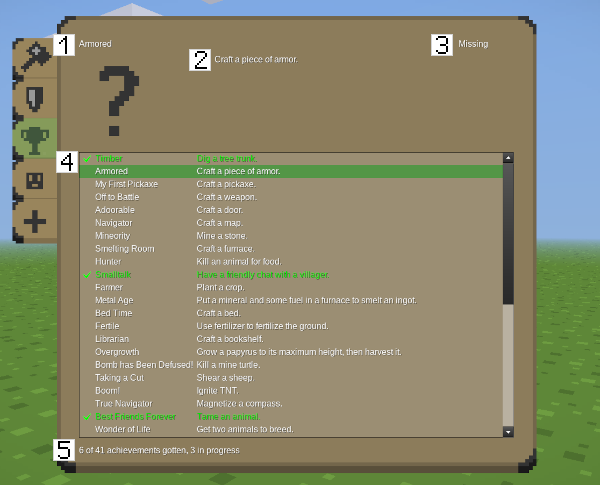 1 Armored
3 Missing
2 Craft a piece of armor.
4
Timber Dig a tree trunk.
Armored Craft a piece of armor.
My First Pickaxe Craft a pickaxe.
Off to Battle Craft a weapon.
Adoorable Craft a door.
Navigator Craft a map.
Mineority Mine a stone.
Smelting Room Craft a furnace.
Hunter Kill an animal for food.
Smalltalk Have a friendly chat with a villager.
Farmer Plant a crop.
Metal Age Put a mineral and some fuel in a furnace to smelt an ingot.
Bed Time Craft a bed.
Fertile Use fertilizer to fertilize the ground.
Librarian Craft a bookshelf.
Overgrowth Grow a papyrus to its maximum height, then harvest it.
Bomb has Been Defused! Kill a mine turtle.
Taking a Cut Shear a sheep.
Boom! Ignite TNT.
True Navigator Magnetize a compass.
Best Friends Forever Tame an animal.
Wonder of Life Get two animals to breed.
5 6 of 41 achievements gotten, 3 in progress